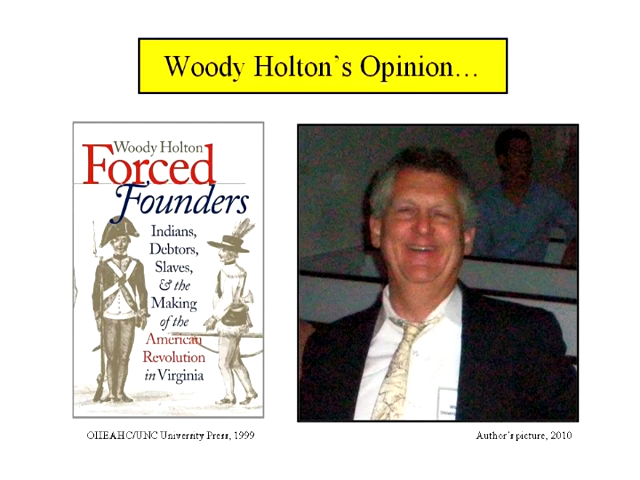 Woody Holton's Opinion…
Woody Holton
Forced
Founders
Indians,
Debtors,
Slaves,
& the
Making
of the
American
Revolution
in Virginia
OIIEAHC/UNC University Press, 1999
Author's picture, 2010